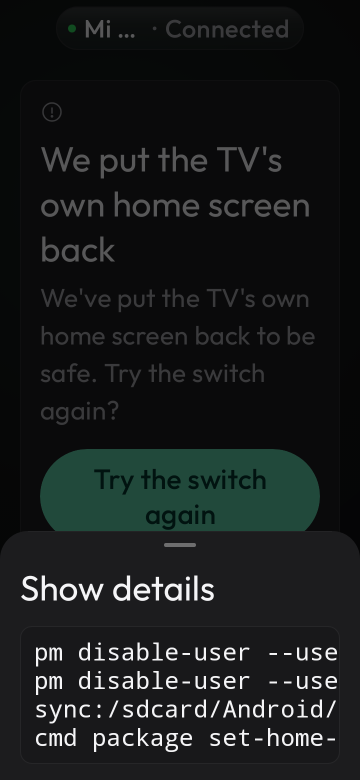 Mi ... · Connected
We put the TV's
own home screen
back
We've put the TV's own
home screen back to be
safe. Try the switch
again?
Try the switch
again
Show details
pm disable-user --use
pm disable-user --use
sync:/sdcard/Android/
cmd package set-home-